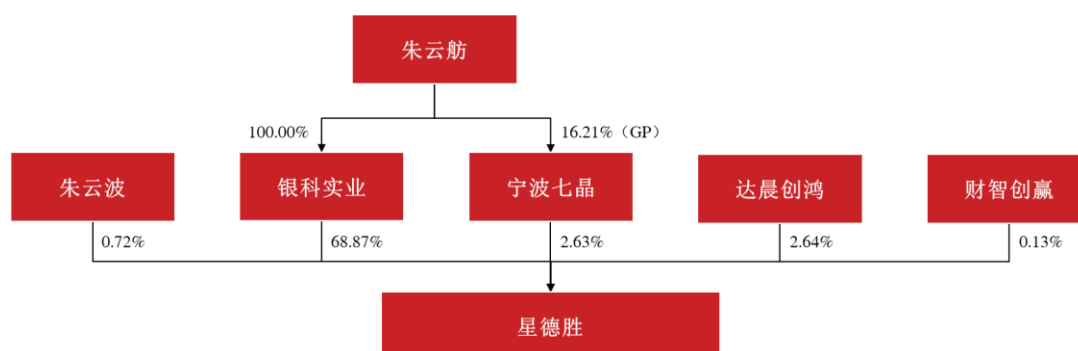 朱云舫
100.00%
16.21%（GP）
朱云波
银科实业
宁波七晶
达晨创鸿
财智创赢
0.72%
68.87%
2.63%
2.64%
0.13%
星德胜